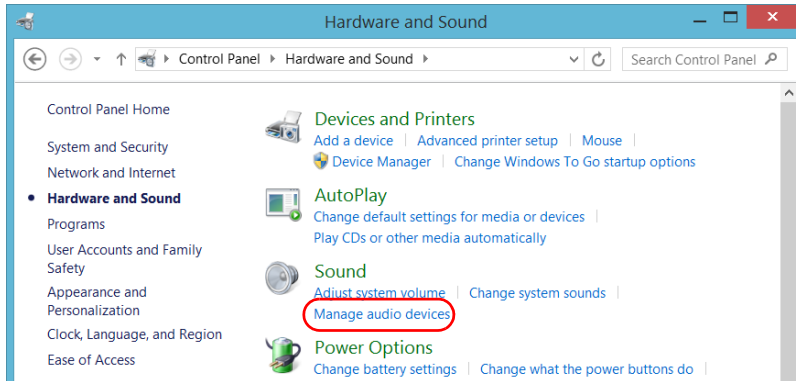 Hardware and Sound
Control Panel Hardware and Sound
Search Control Panel
Control Panel Home
System and Security
Network and Internet
Hardware and Sound
Programs
User Accounts and Family
Safety
Appearance and
Personalization
Clock, Language, and Region
Ease of Access
Devices and Printers
Add a device Advanced printer setup Mouse
Device Manager Change Windows To Go startup options
AutoPlay
Change default settings for media or devices
Play CDs or other media automatically
Sound
Adjust system volume Change system sounds
Manage audio devices
Power Options
Change battery settings Change what the power buttons do